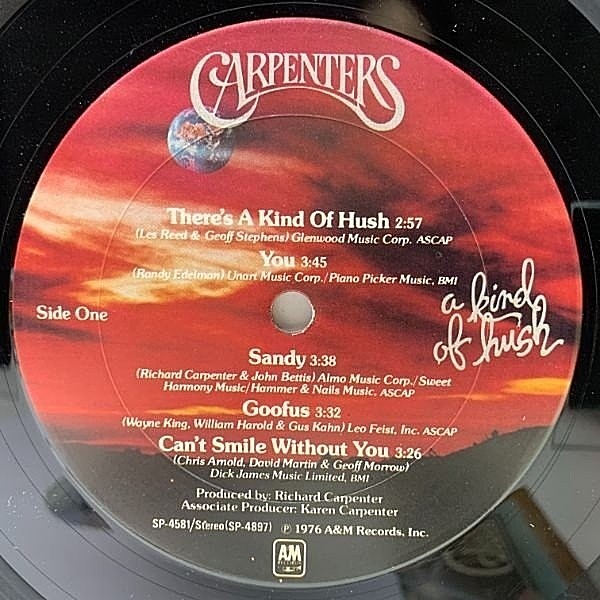 CARPENTERS
There's A Kind Of Hush 2:57
(Les Reed & Geoff Stephens) Glenwood Music Corp. ASCAP
You 3:45
(Randy Edelman) Unart Music Corp./Piano Picker Music, BMI
Side One
a kind
of hush
Sandy 3:38
(Richard Carpenter & John Bettis) Almo Music Corp./Sweet
Harmony Music/Hammer & Nails Music, ASCAP
Goofus 3:32
(Wayne King, William Harold & Gus Kahn) Leo Feist, Inc. ASCAP
Can't Smile Without You 3:26
(Chris Arnold, David Martin & Geoff Morrow)
Dick James Music Limited, BMI
Produced by: Richard Carpenter
Associate Producer: Karen Carpenter
SP-4581/Stereo(SP-4897) ℗ 1976 A&M Records, Inc.
AM
RECORDS